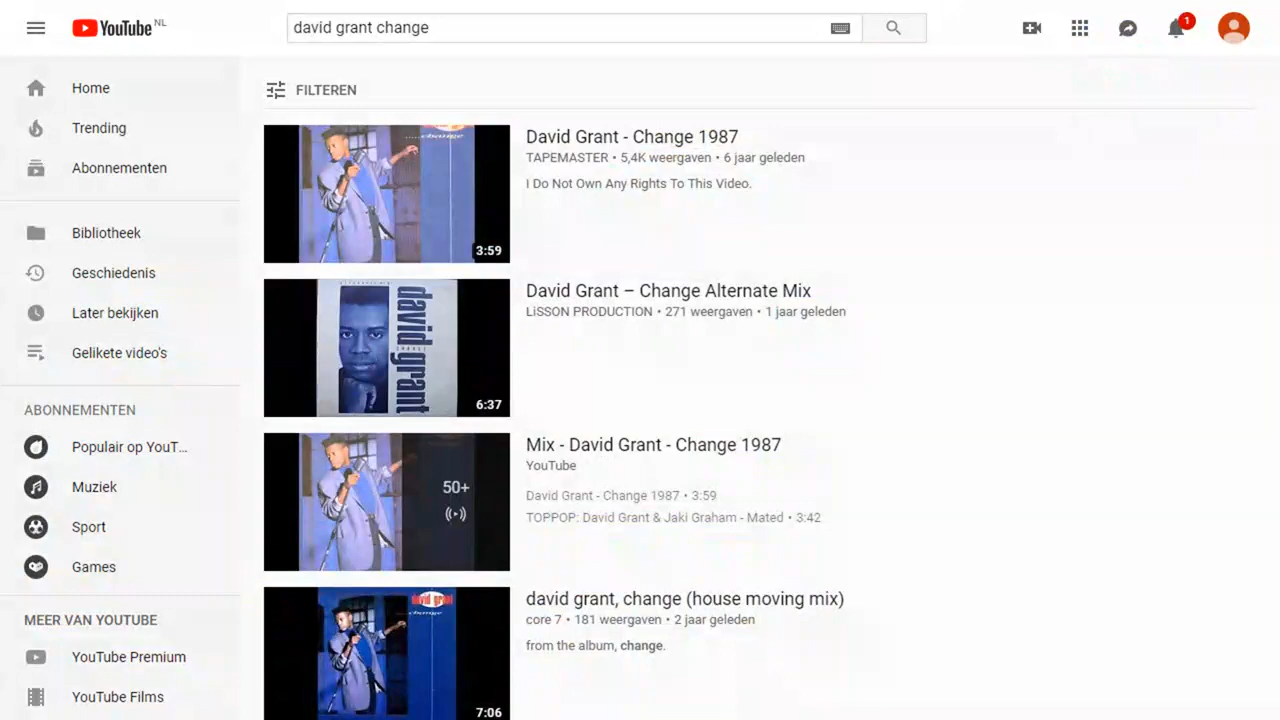 YouTube NL
david grant change
1
Home
Trending
Abonnementen
Bibliotheek
Geschiedenis
Later bekijken
Gelikete video's
ABONNEMENTEN
Populair op YouT...
Muziek
Sport
Games
MEER VAN YOUTUBE
YouTube Premium
YouTube Films
FILTEREN
.....change
3:59
David Grant - Change 1987
TAPEMASTER • 5,4K weergaven • 6 jaar geleden
I Do Not Own Any Rights To This Video.
david grant
CHANGE
6:37
David Grant – Change Alternate Mix
LiSSON PRODUCTION • 271 weergaven • 1 jaar geleden
50+
Mix - David Grant - Change 1987
YouTube
David Grant - Change 1987 • 3:59
TOPPOP: David Grant & Jaki Graham - Mated • 3:42
david grant
change
7:06
david grant, change (house moving mix)
core 7 • 181 weergaven • 2 jaar geleden
from the album, change.